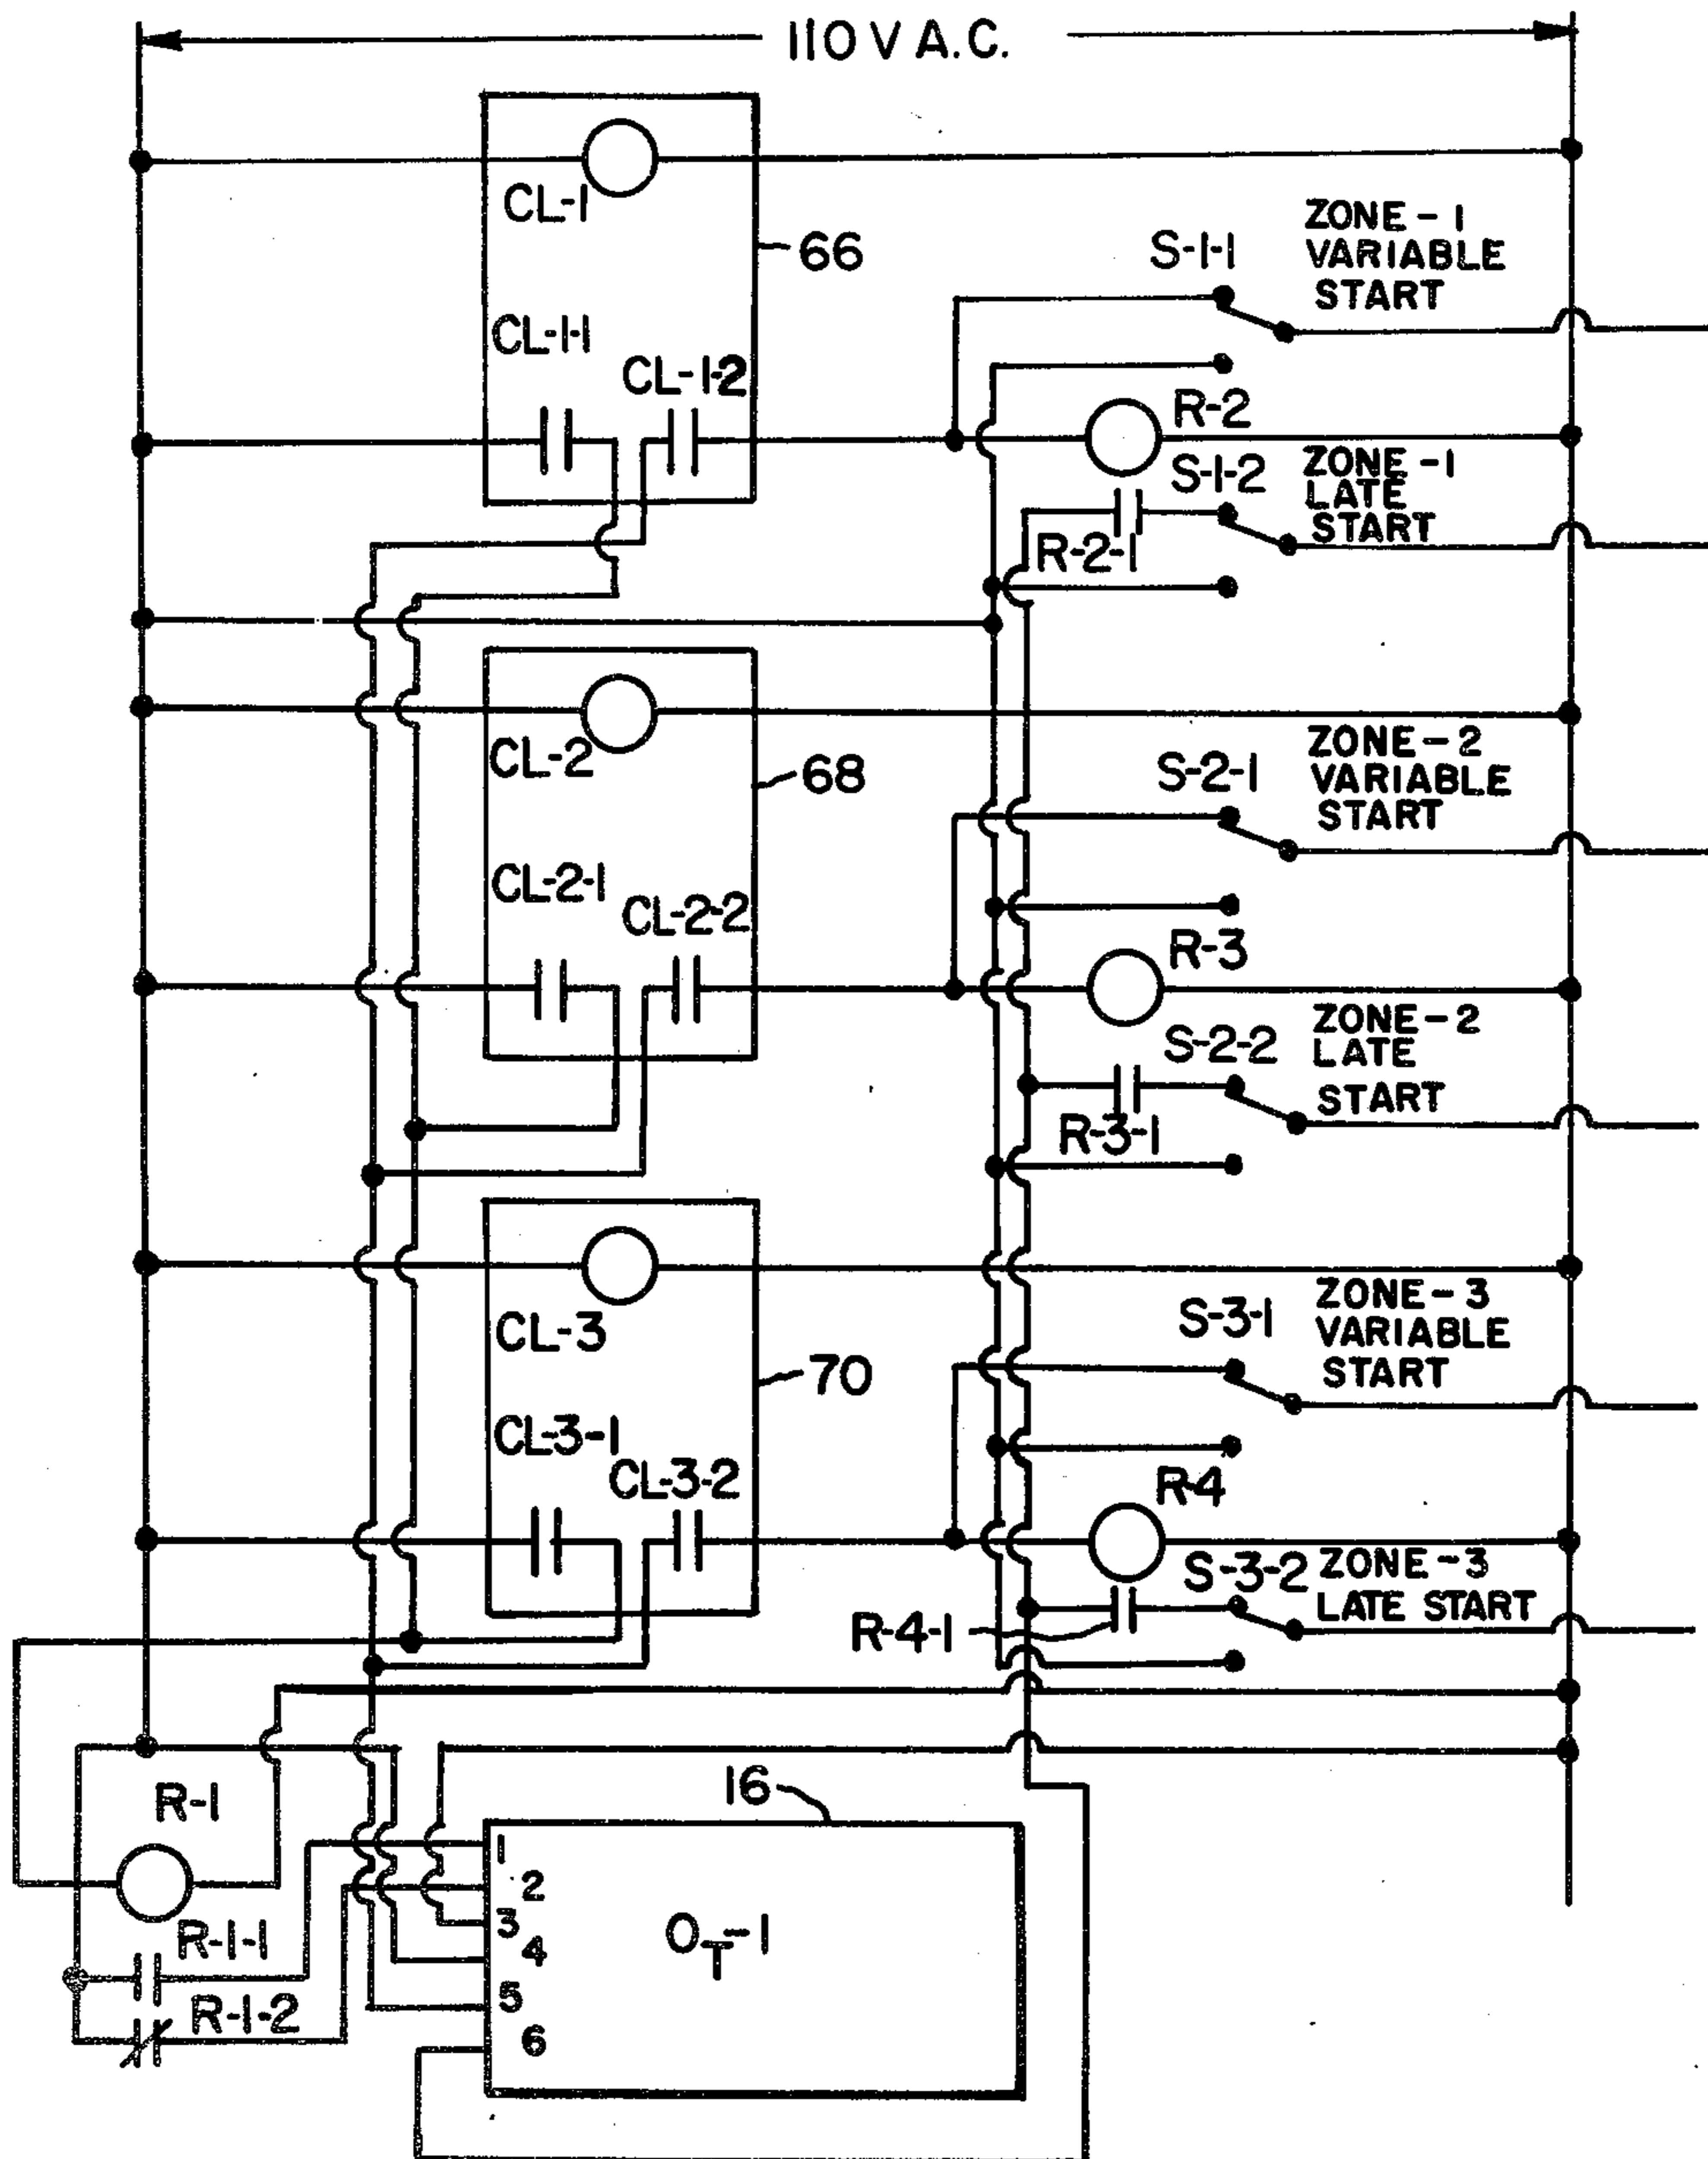 110 V A.C.
CL-1
66
ZONE - 1
VARIABLE
START
S-1-1
CL-1-1
CL-1-2
R-2
S-1-2
ZONE -1
LATE
START
R-2-1
CL-2
68
ZONE - 2
VARIABLE
START
S-2-1
CL-2-1
CL-2-2
R-3
S-2-2
ZONE - 2
LATE
START
R-3-1
CL-3
70
ZONE - 3
VARIABLE
START
S-3-1
CL-3-1
CL-3-2
R-4
S-3-2
ZONE -3
LATE START
R-4-1
R-1
16
1
2
3
4
5
6
OT-1
R-1-1
R-1-2